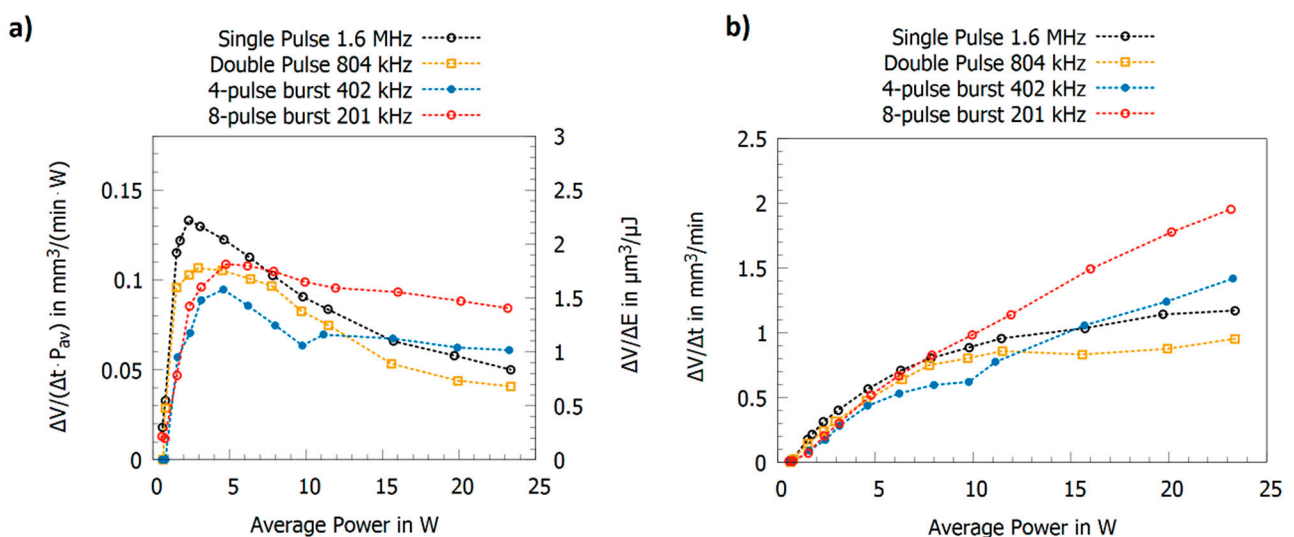 a)
Single Pulse 1.6 MHz
Double Pulse 804 kHz
4-pulse burst 402 kHz
8-pulse burst 201 kHz
ΔV/(Δt · Pav) in mm³/(min · W)
0.15
0.1
0.05
0
3
2.5
2
1.5
1
0.5
0
ΔV/ΔE in µm³/µJ
0 5 10 15 20 25
Average Power in W
b)
Single Pulse 1.6 MHz
Double Pulse 804 kHz
4-pulse burst 402 kHz
8-pulse burst 201 kHz
ΔV/Δt in mm³/min
2.5
2
1.5
1
0.5
0
0 5 10 15 20 25
Average Power in W